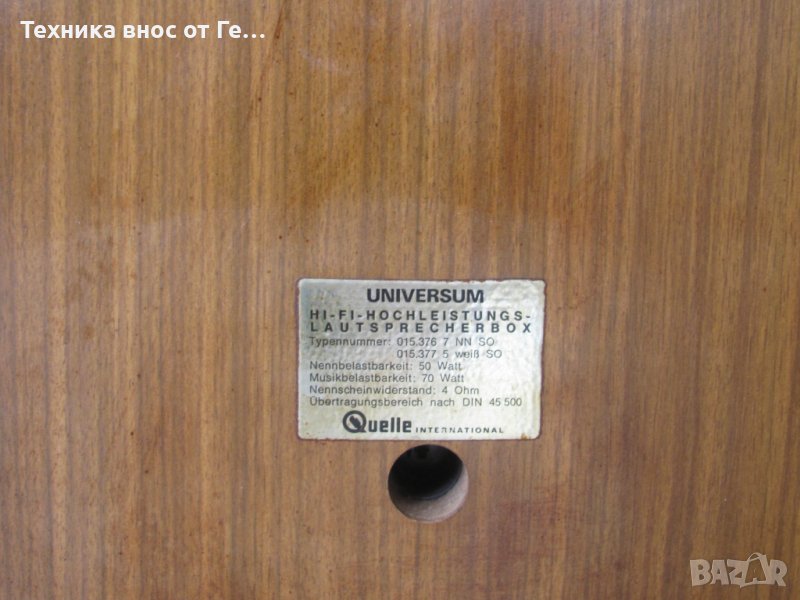 Техника внос от Ге...
UNIVERSUM
HI-FI-HOCHLEISTUNGS-
LAUTSPRECHERBOX
Typennummer: 015.376 7 NN SO
015.377 5 weiß SO
Nennbelastbarkeit: 50 Watt
Musikbelastbarkeit: 70 Watt
Nennscheinwiderstand: 4 Ohm
Übertragungsbereich nach DIN 45 500
Quelle INTERNATIONAL
BAZAR